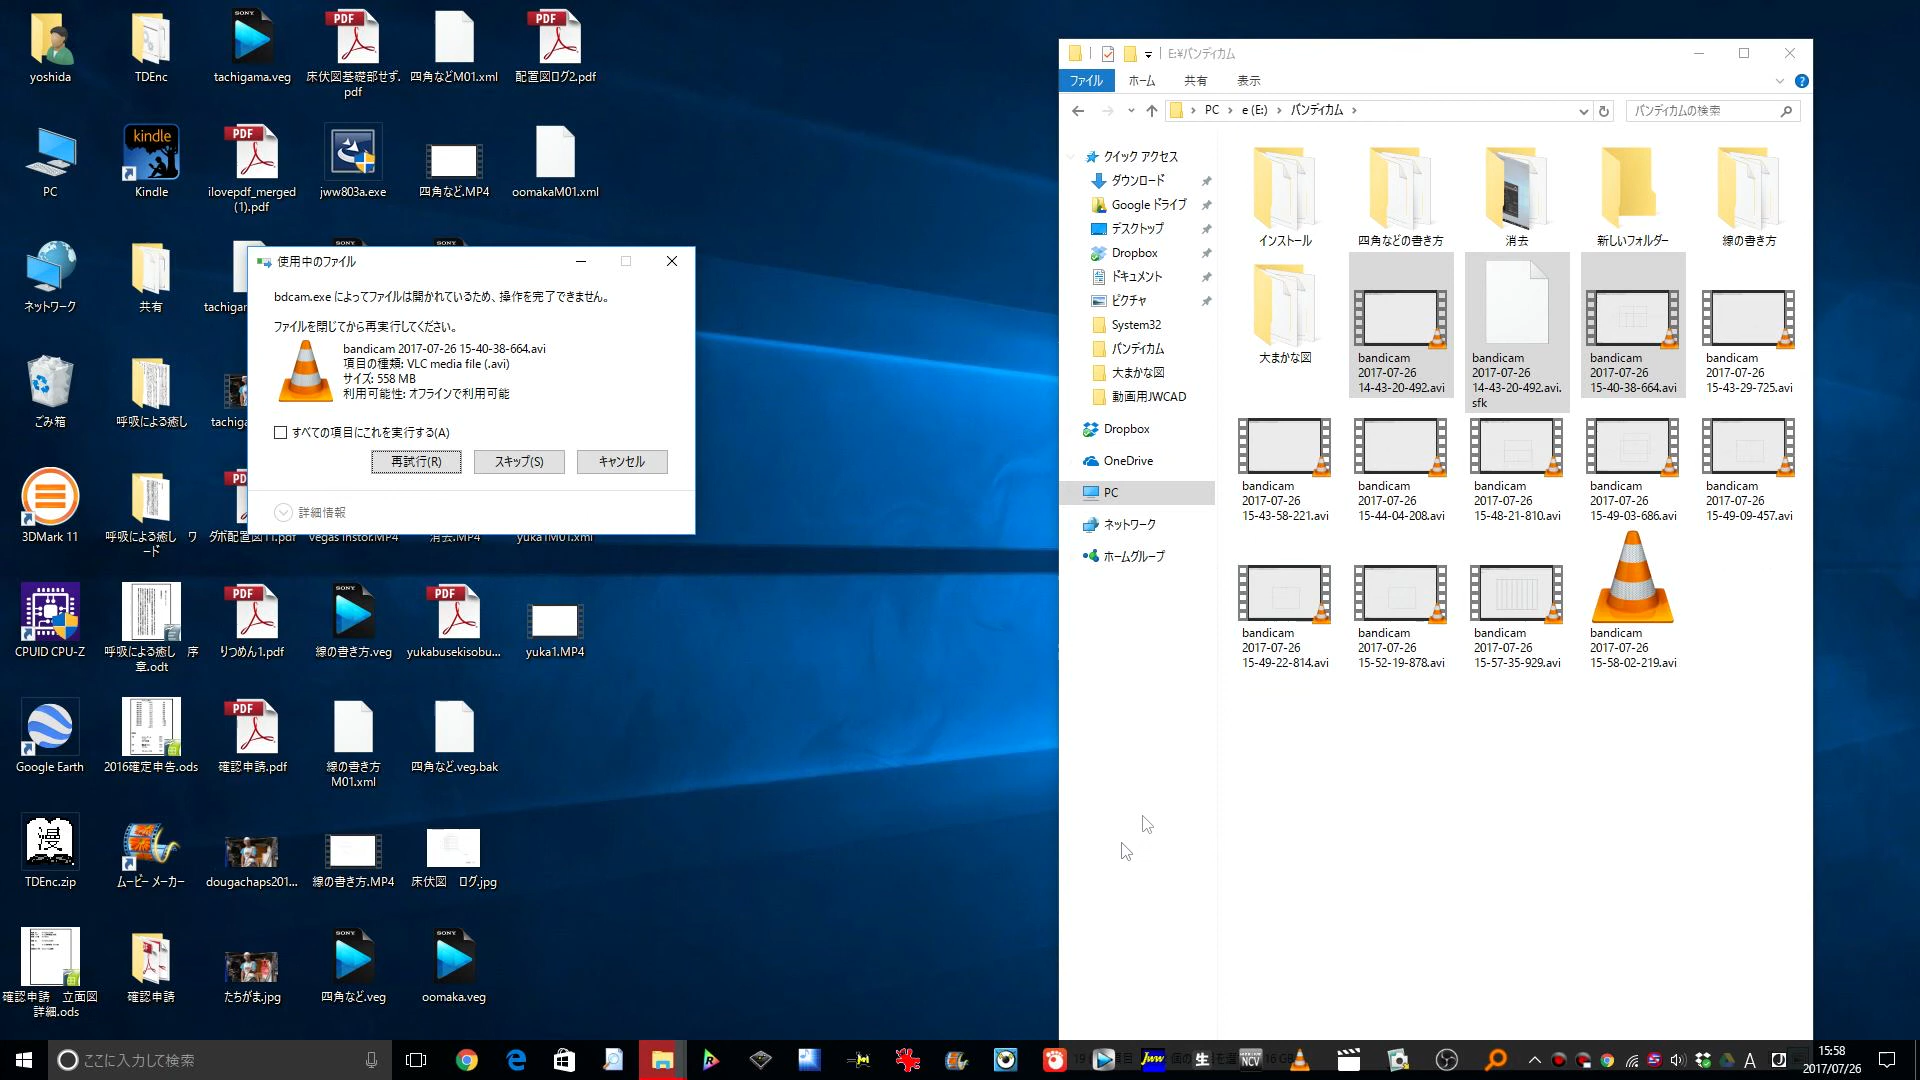 yoshida
TDEnc
tachigama.veg
床伏図基礎部せず.
pdf
四角などM01.xml
配置図ログ2.pdf
PC
Kindle
ilovepdf_merged
(1).pdf
jww803a.exe
四角など.MP4
oomakaM01.xml
ネットワーク
共有
ごみ箱
呼吸による癒し
3DMark 11
呼吸による癒し　ワ
ード
ダボ配置図11.pdf
vegas instor.MP4
消去.MP4
yuka1M01.xml
CPUID CPU-Z
呼吸による癒し　序
章.odt
りつめん1.pdf
線の書き方.veg
yukabusekisobu...
yuka1.MP4
Google Earth
2016確定申告.ods
確認申請.pdf
線の書き方
M01.xml
四角など.veg.bak
TDEnc.zip
ムービー メーカー
dougachaps201...
線の書き方.MP4
床伏図　ログ.jpg
確認申請　立面図
詳細.ods
確認申請
たちがま.jpg
四角など.veg
oomaka.veg
使用中のファイル
bdcam.exe によってファイルは開かれているため、操作を完了できません。
ファイルを閉じてから再実行してください。
bandicam 2017-07-26 15-40-38-664.avi
項目の種類: VLC media file (.avi)
サイズ: 558 MB
利用可能性: オフラインで利用可能
すべての項目にこれを実行する(A)
再試行(R)
スキップ(S)
キャンセル
詳細情報
E:¥バンディカム
ファイル
ホーム
共有
表示
PC › e (E:) › バンディカム ›
バンディカムの検索
クイック アクセス
ダウンロード
Google ドライブ
デスクトップ
Dropbox
ドキュメント
ピクチャ
System32
バンディカム
大まかな図
動画用JWCAD
Dropbox
OneDrive
PC
ネットワーク
ホームグループ
インストール
四角などの書き方
消去
新しいフォルダー
線の書き方
大まかな図
bandicam
2017-07-26
14-43-20-492.avi
bandicam
2017-07-26
14-43-20-492.avi.
sfk
bandicam
2017-07-26
15-40-38-664.avi
bandicam
2017-07-26
15-43-29-725.avi
bandicam
2017-07-26
15-43-58-221.avi
bandicam
2017-07-26
15-44-04-208.avi
bandicam
2017-07-26
15-48-21-810.avi
bandicam
2017-07-26
15-49-03-686.avi
bandicam
2017-07-26
15-49-09-457.avi
bandicam
2017-07-26
15-49-22-814.avi
bandicam
2017-07-26
15-52-19-878.avi
bandicam
2017-07-26
15-57-35-929.avi
bandicam
2017-07-26
15-58-02-219.avi
ここに入力して検索
15:58
2017/07/26